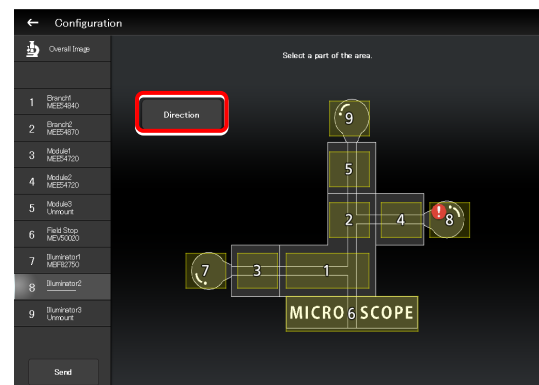 ← Configuration
Overall Image
Select a part of the area.
1 Branch1
MEE54840
2 Branch2
MEE54870
3 Module1
MEE54720
4 Module2
MEE54720
5 Module3
Unmount
6 Field Stop
MEV50020
7 Illuminator1
MBF82750
8 Illuminator2
9 Illuminator3
Unmount
Send
Direction
9
5
2 4 ! 8
7 3 1
MICRO 6 SCOPE